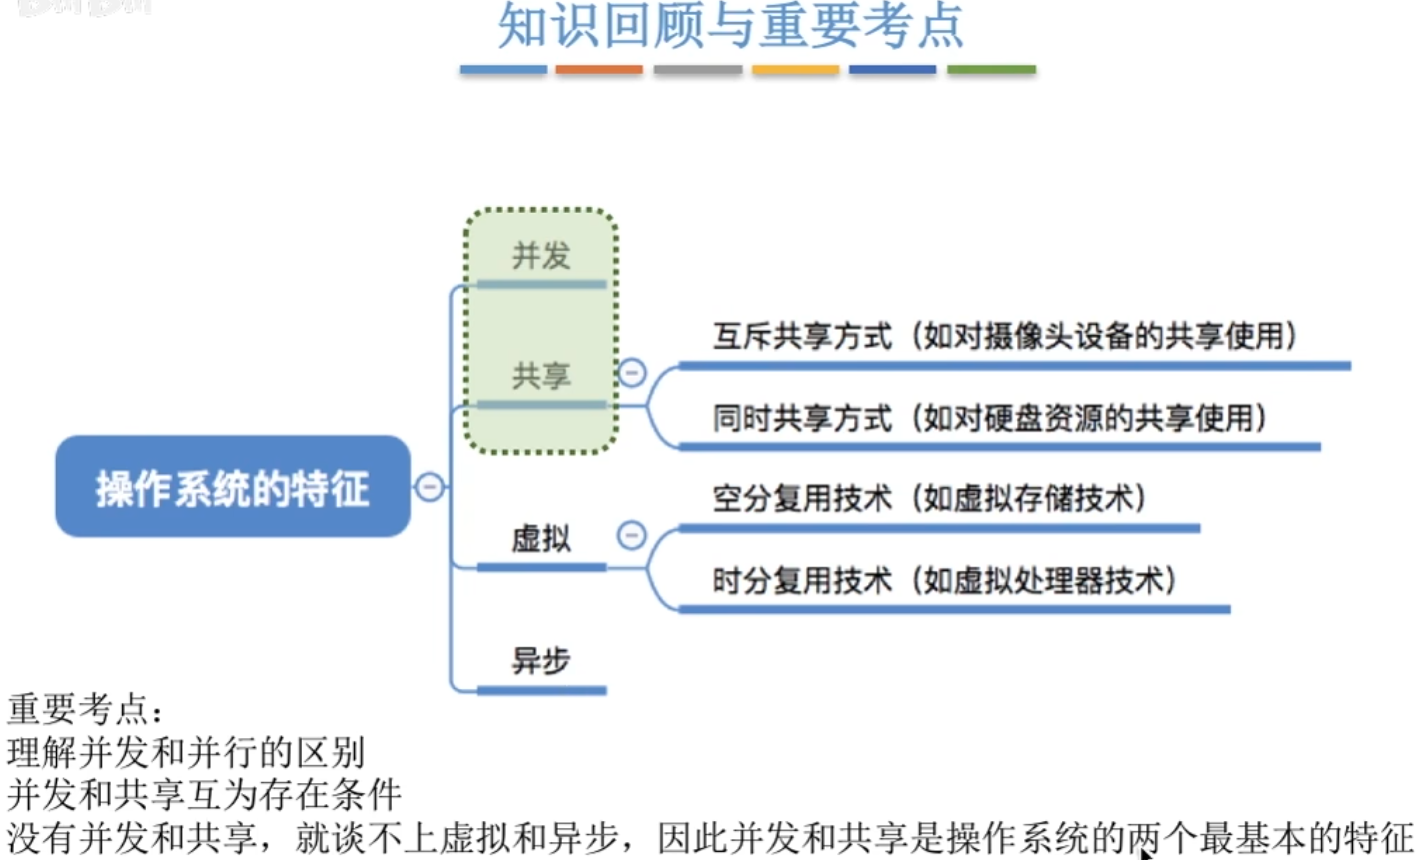 知识回顾与重要考点
并发
共享
互斥共享方式（如对摄像头设备的共享使用）
同时共享方式（如对硬盘资源的共享使用）
操作系统的特征
虚拟
空分复用技术（如虚拟存储技术）
时分复用技术（如虚拟处理器技术）
异步
重要考点：
理解并发和并行的区别
并发和共享互为存在条件
没有并发和共享，就谈不上虚拟和异步，因此并发和共享是操作系统的两个最基本的特征